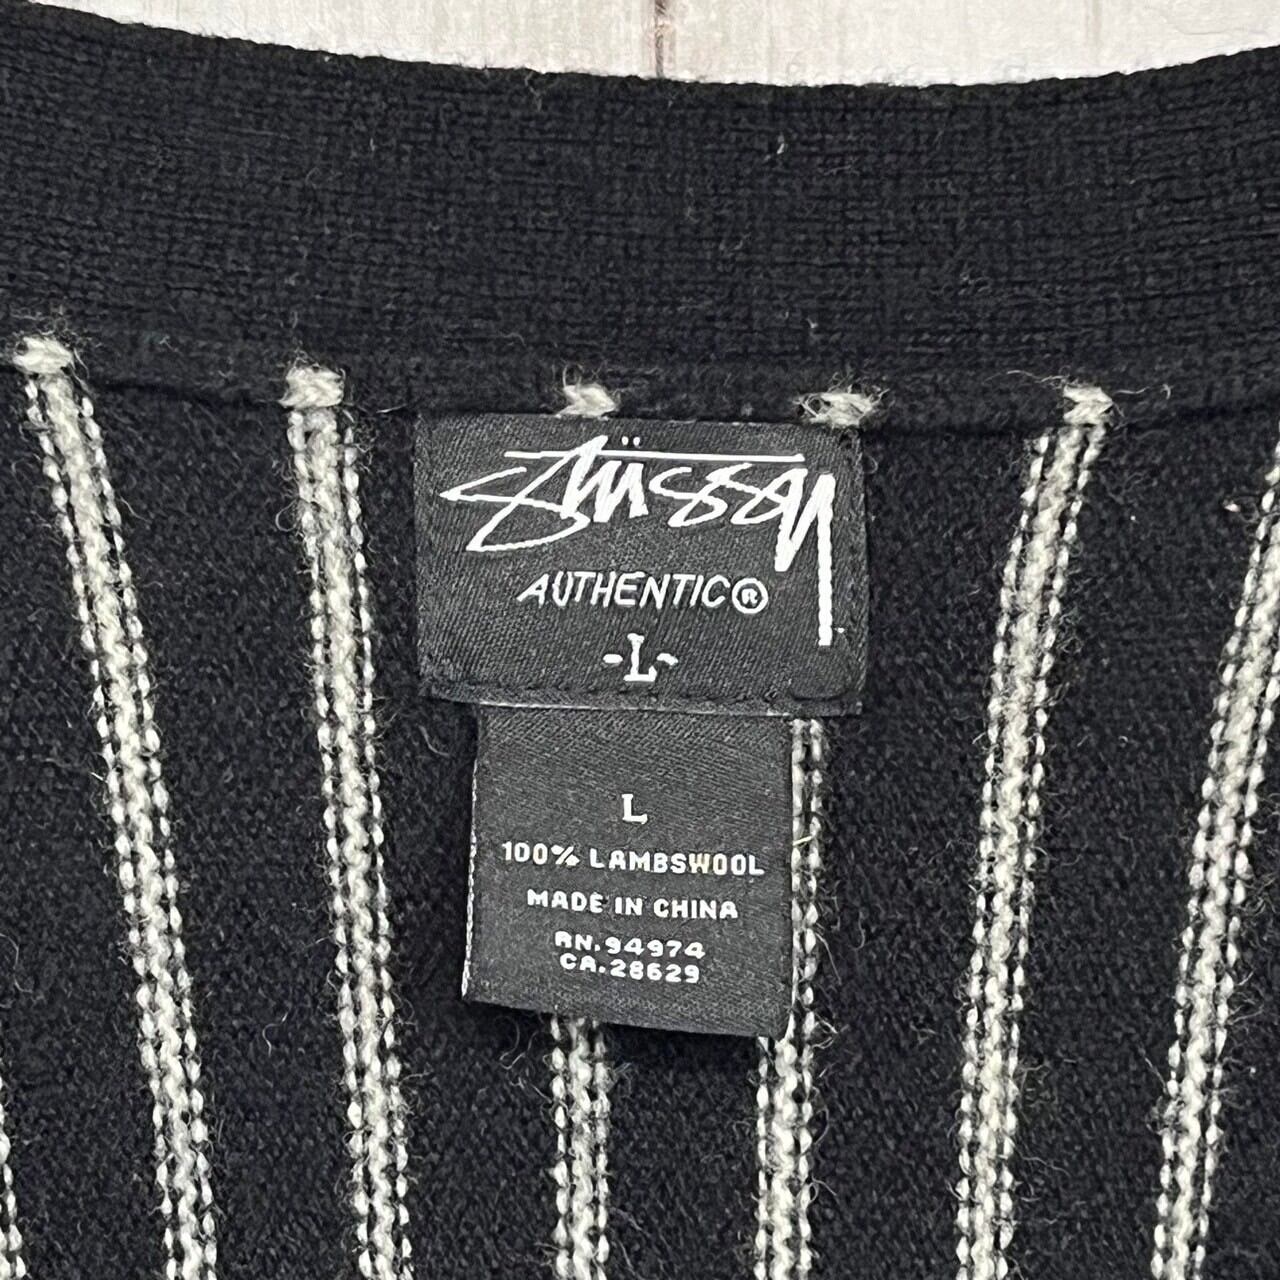 Stüssy
AUTHENTIC®
-L-
L
100% LAMBSWOOL
MADE IN CHINA
RN.94974
CA.28629